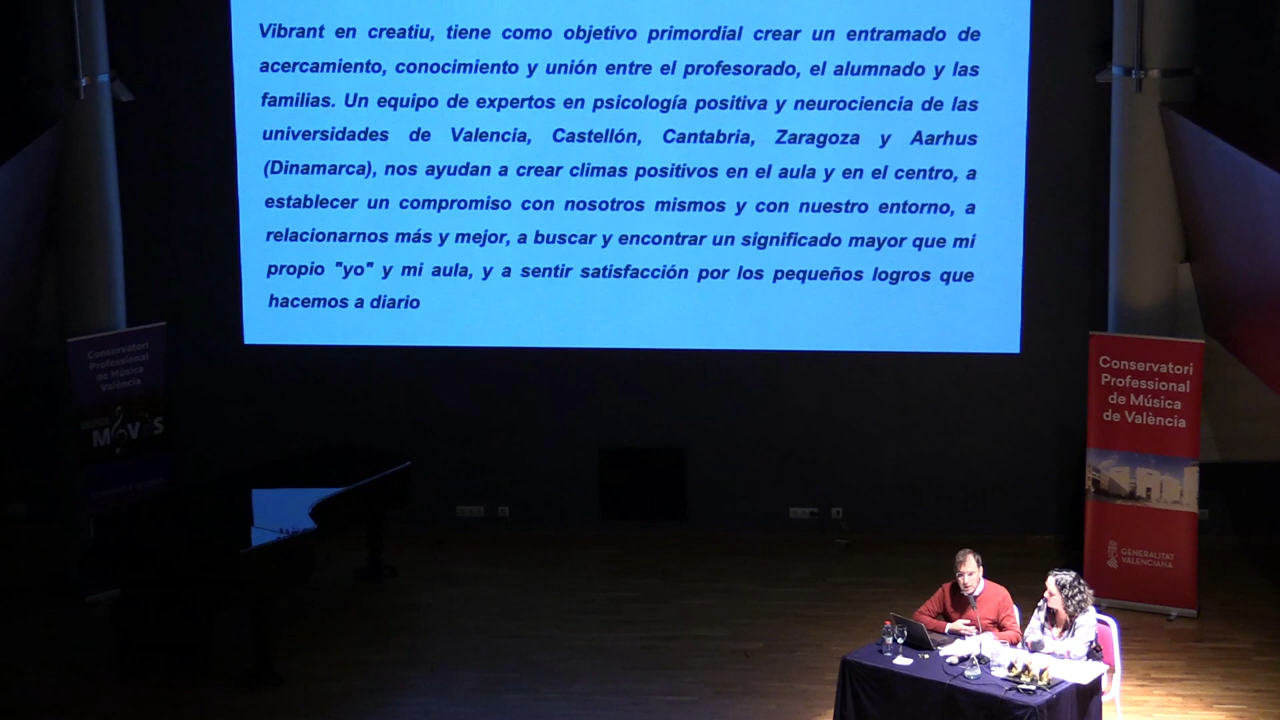 Vibrant en creatiu, tiene como objetivo primordial crear un entramado de
acercamiento, conocimiento y unión entre el profesorado, el alumnado y las
familias. Un equipo de expertos en psicología positiva y neurociencia de las
universidades de Valencia, Castellón, Cantabria, Zaragoza y Aarhus
(Dinamarca), nos ayudan a crear climas positivos en el aula y en el centro, a
establecer un compromiso con nosotros mismos y con nuestro entorno, a
relacionarnos más y mejor, a buscar y encontrar un significado mayor que mi
propio "yo" y mi aula, y a sentir satisfacción por los pequeños logros que
hacemos a diario
Conservatori
Professional
de Música
València
MOVOS
Conservatori
Professional
de Música
de València
GENERALITAT
VALENCIANA